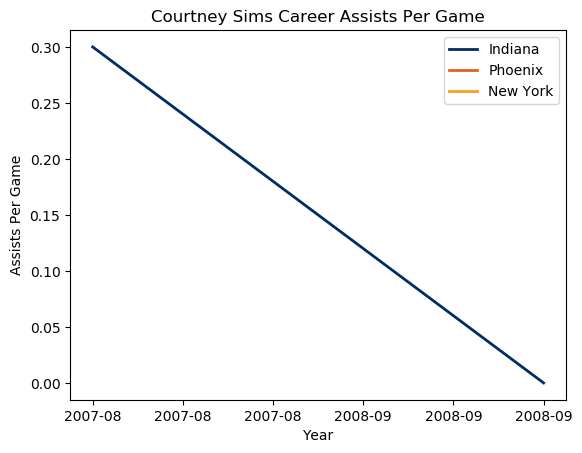 Courtney Sims Career Assists Per Game
Indiana
Phoenix
New York
Assists Per Game
0.30
0.25
0.20
0.15
0.10
0.05
0.00
2007-08 2007-08 2007-08 2008-09 2008-09 2008-09
Year